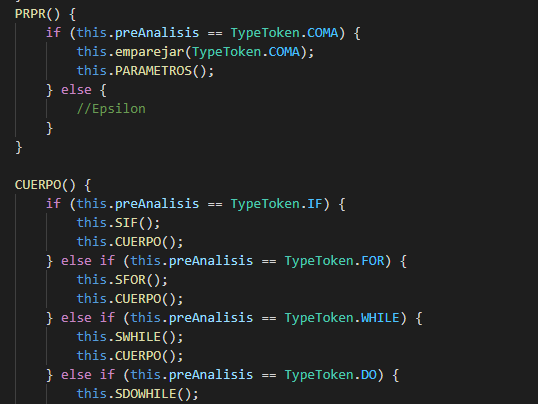 PRPR() {
if (this.preAnalisis == TypeToken.COMA) {
this.emparejar(TypeToken.COMA);
this.PARAMETROS();
} else {
//Epsilon
}
}
CUERPO() {
if (this.preAnalisis == TypeToken.IF) {
this.SIF();
this.CUERPO();
} else if (this.preAnalisis == TypeToken.FOR) {
this.SFOR();
this.CUERPO();
} else if (this.preAnalisis == TypeToken.WHILE) {
this.SWHILE();
this.CUERPO();
} else if (this.preAnalisis == TypeToken.DO) {
this.SDOWHILE();